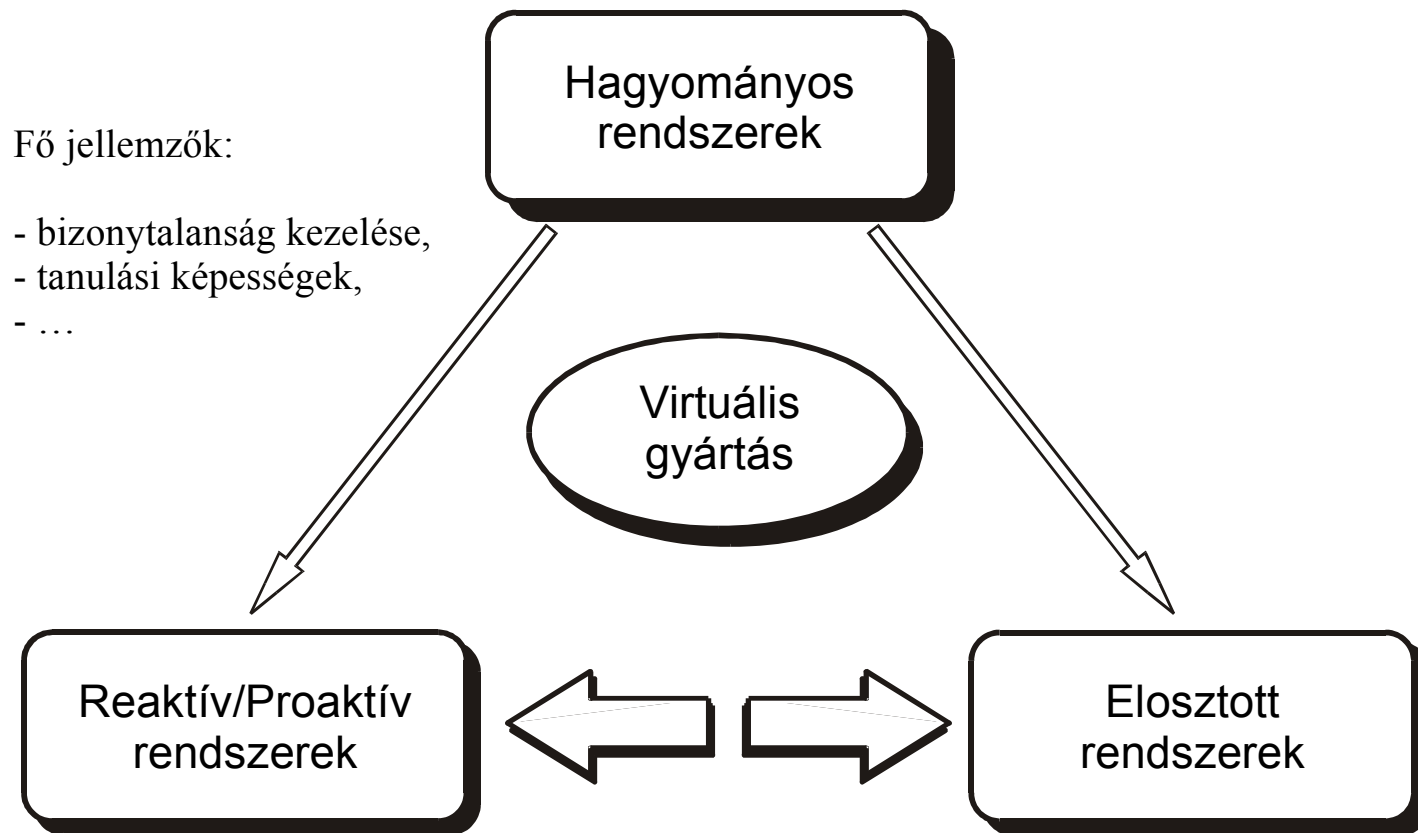 Hagyományos
rendszerek
Fő jellemzők:
- bizonytalanság kezelése,
- tanulási képességek,
- …
Virtuális
gyártás
Reaktív/Proaktív
rendszerek
Elosztott
rendszerek